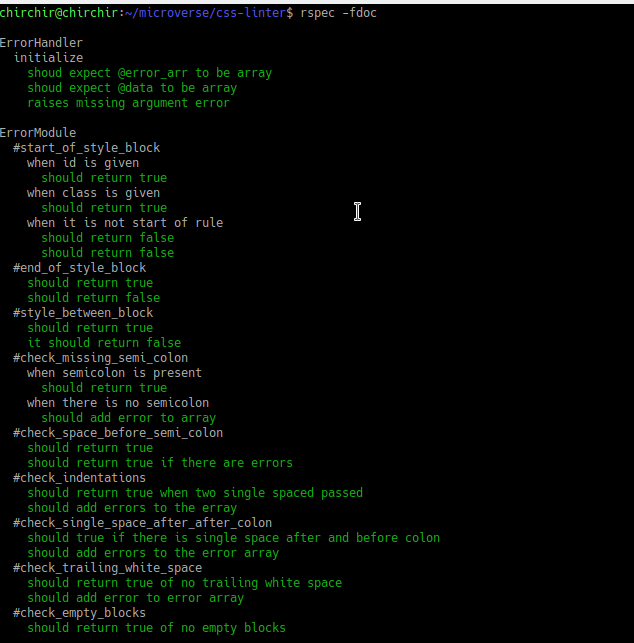 chirchir@chirchir:~/microverse/css-linter$ rspec -fdoc
ErrorHandler
initialize
shoud expect @error_arr to be array
shoud expect @data to be array
raises missing argument error
ErrorModule
#start_of_style_block
when id is given
should return true
when class is given
should return true
when it is not start of rule
should return false
should return false
#end_of_style_block
should return true
should return false
#style_between_block
should return true
it should return false
#check_missing_semi_colon
when semicolon is present
should return true
when there is no semicolon
should add error to array
#check_space_before_semi_colon
should return true
should return true if there are errors
#check_indentations
should return true when two single spaced passed
should add errors to the erray
#check_single_space_after_after_colon
should true if there is single space after and before colon
should add errors to the error array
#check_trailing_white_space
should return true of no trailing white space
should add error to error array
#check_empty_blocks
should return true of no empty blocks